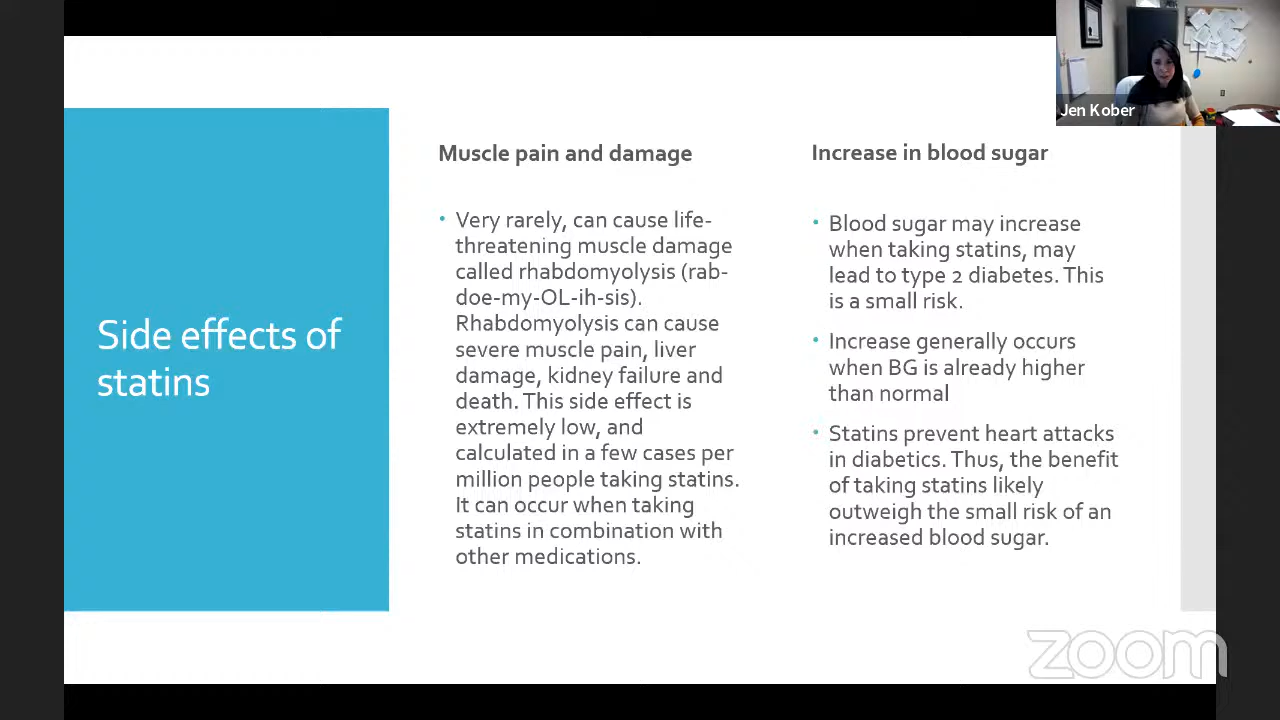 Jen Kober
Side effects of
statins
Muscle pain and damage
• Very rarely, can cause life-
threatening muscle damage
called rhabdomyolysis (rab-
doe-my-OL-ih-sis).
Rhabdomyolysis can cause
severe muscle pain, liver
damage, kidney failure and
death. This side effect is
extremely low, and
calculated in a few cases per
million people taking statins.
It can occur when taking
statins in combination with
other medications.
Increase in blood sugar
• Blood sugar may increase
when taking statins, may
lead to type 2 diabetes. This
is a small risk.
• Increase generally occurs
when BG is already higher
than normal
• Statins prevent heart attacks
in diabetics. Thus, the benefit
of taking statins likely
outweigh the small risk of an
increased blood sugar.
zoom